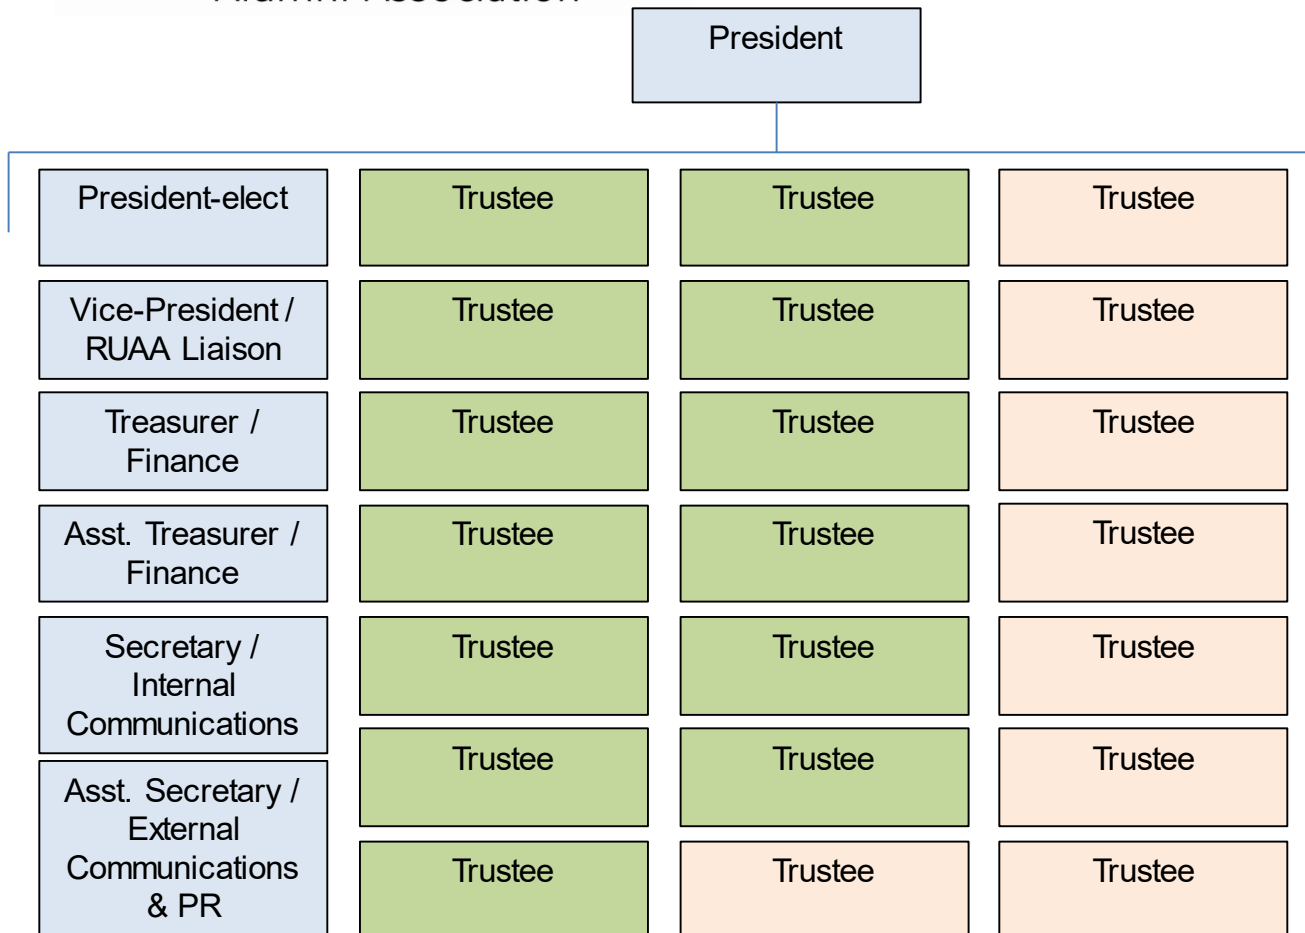 Alumni Association
President
President-elect
Trustee
Trustee
Trustee
Vice-President /
RUAA Liaison
Trustee
Trustee
Trustee
Treasurer /
Finance
Trustee
Trustee
Trustee
Asst. Treasurer /
Finance
Trustee
Trustee
Trustee
Secretary /
Internal
Communications
Trustee
Trustee
Trustee
Asst. Secretary /
External
Communications
& PR
Trustee
Trustee
Trustee
Trustee
Trustee
Trustee